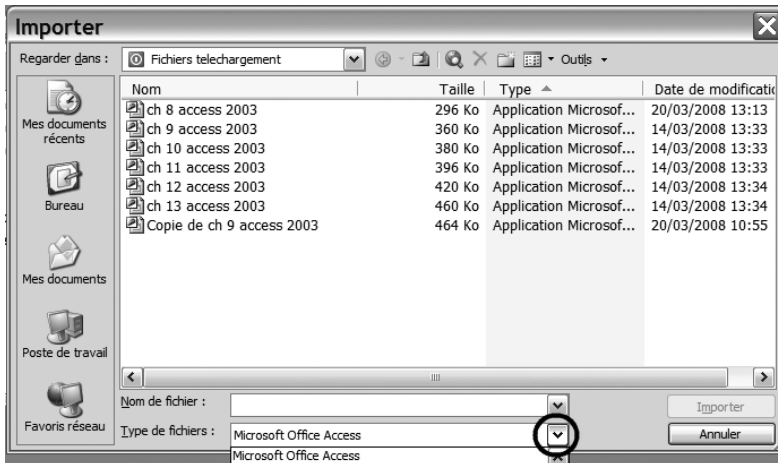 Importer
Regarder dans :
Fichiers telechargement
Outils
Nom Taille Type Date de modificatic
ch 8 access 2003 296 Ko Application Microsof... 20/03/2008 13:13
ch 9 access 2003 360 Ko Application Microsof... 14/03/2008 13:33
ch 10 access 2003 380 Ko Application Microsof... 14/03/2008 13:33
ch 11 access 2003 396 Ko Application Microsof... 14/03/2008 13:33
ch 12 access 2003 420 Ko Application Microsof... 14/03/2008 13:34
ch 13 access 2003 460 Ko Application Microsof... 14/03/2008 13:34
Copie de ch 9 access 2003 464 Ko Application Microsof... 20/03/2008 10:55
Mes documents
récents
Bureau
Mes documents
Poste de travail
Favoris réseau
Nom de fichier :
Importer
Type de fichiers :
Microsoft Office Access
Annuler
Microsoft Office Access